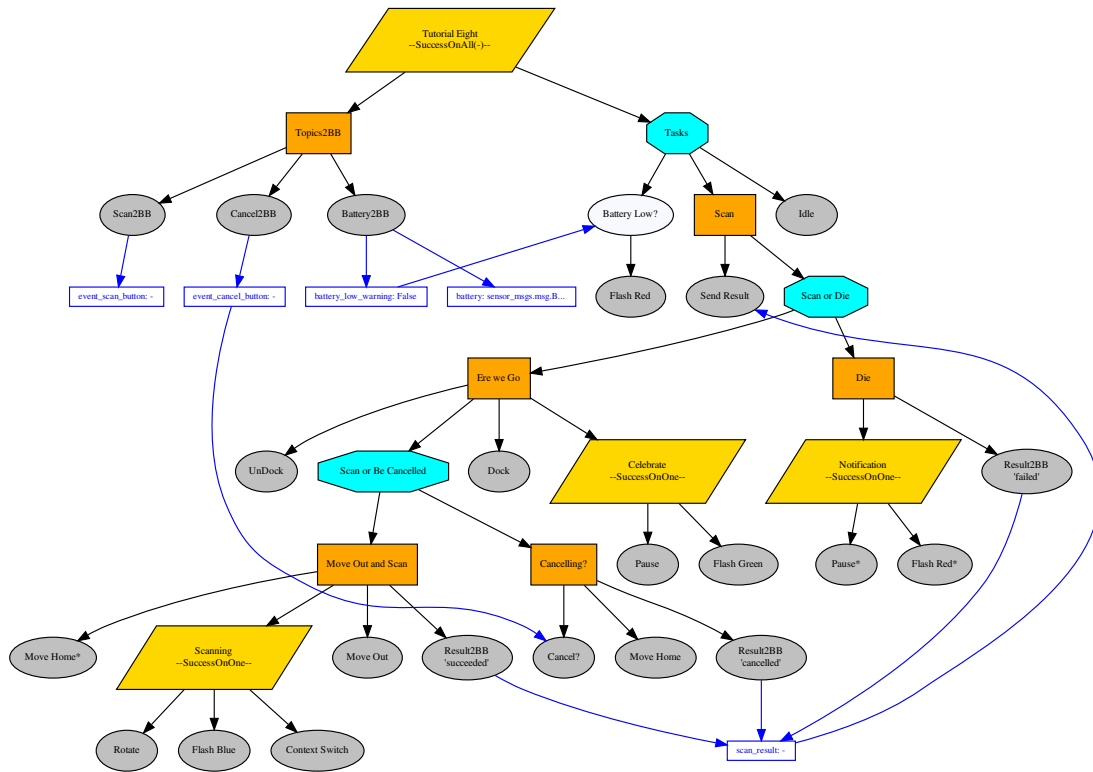 Tutorial Eight
--SuccessOnAll(-)--
Topics2BB
Tasks
Scan2BB
Cancel2BB
Battery2BB
Battery Low?
Scan
Idle
event_scan_button: -
event_cancel_button: -
battery_low_warning: False
battery: sensor_msgs.msg.B...
Flash Red
Send Result
Scan or Die
Ere we Go
Die
UnDock
Scan or Be Cancelled
Dock
Celebrate
--SuccessOnOne--
Notification
--SuccessOnOne--
Result2BB
'failed'
Move Out and Scan
Cancelling?
Pause
Flash Green
Pause*
Flash Red*
Move Home*
Scanning
--SuccessOnOne--
Move Out
Result2BB
'succeeded'
Cancel?
Move Home
Result2BB
'cancelled'
Rotate
Flash Blue
Context Switch
scan_result: -